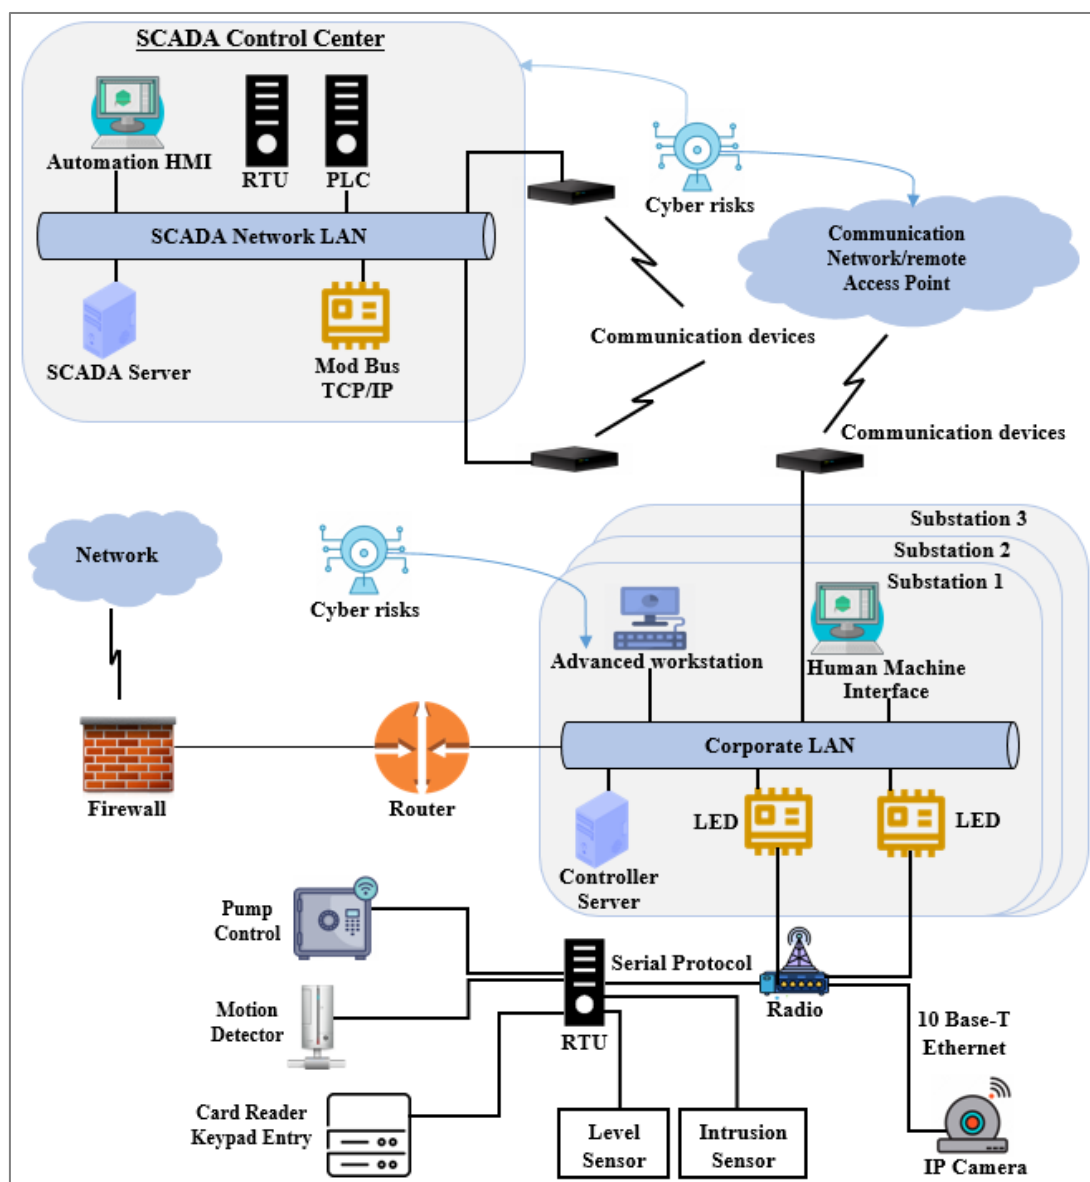 SCADA Control Center
Automation HMI
RTU
PLC
SCADA Network LAN
SCADA Server
Mod Bus
TCP/IP
Cyber risks
Communication
Network/remote
Access Point
Communication devices
Communication devices
Network
Cyber risks
Substation 3
Substation 2
Substation 1
Advanced workstation
Human Machine
Interface
Corporate LAN
Firewall
Router
LED
LED
Controller
Server
Pump
Control
Serial Protocol
Radio
Motion
Detector
RTU
10 Base-T
Ethernet
Card Reader
Keypad Entry
Level
Sensor
Intrusion
Sensor
IP Camera